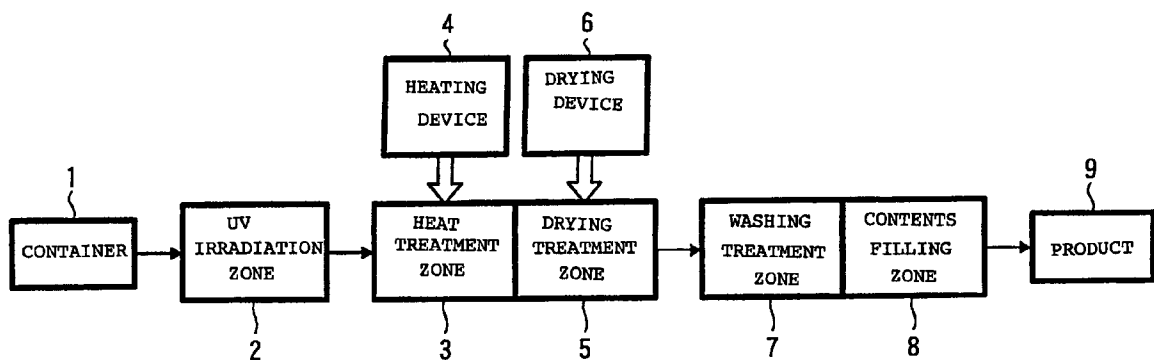 4
6
HEATING
DEVICE
DRYING
DEVICE
1
9
CONTAINER
UV
IRRADIATION
ZONE
HEAT
TREATMENT
ZONE
DRYING
TREATMENT
ZONE
WASHING
TREATMENT
ZONE
CONTENTS
FILLING
ZONE
PRODUCT
2
3
5
7
8